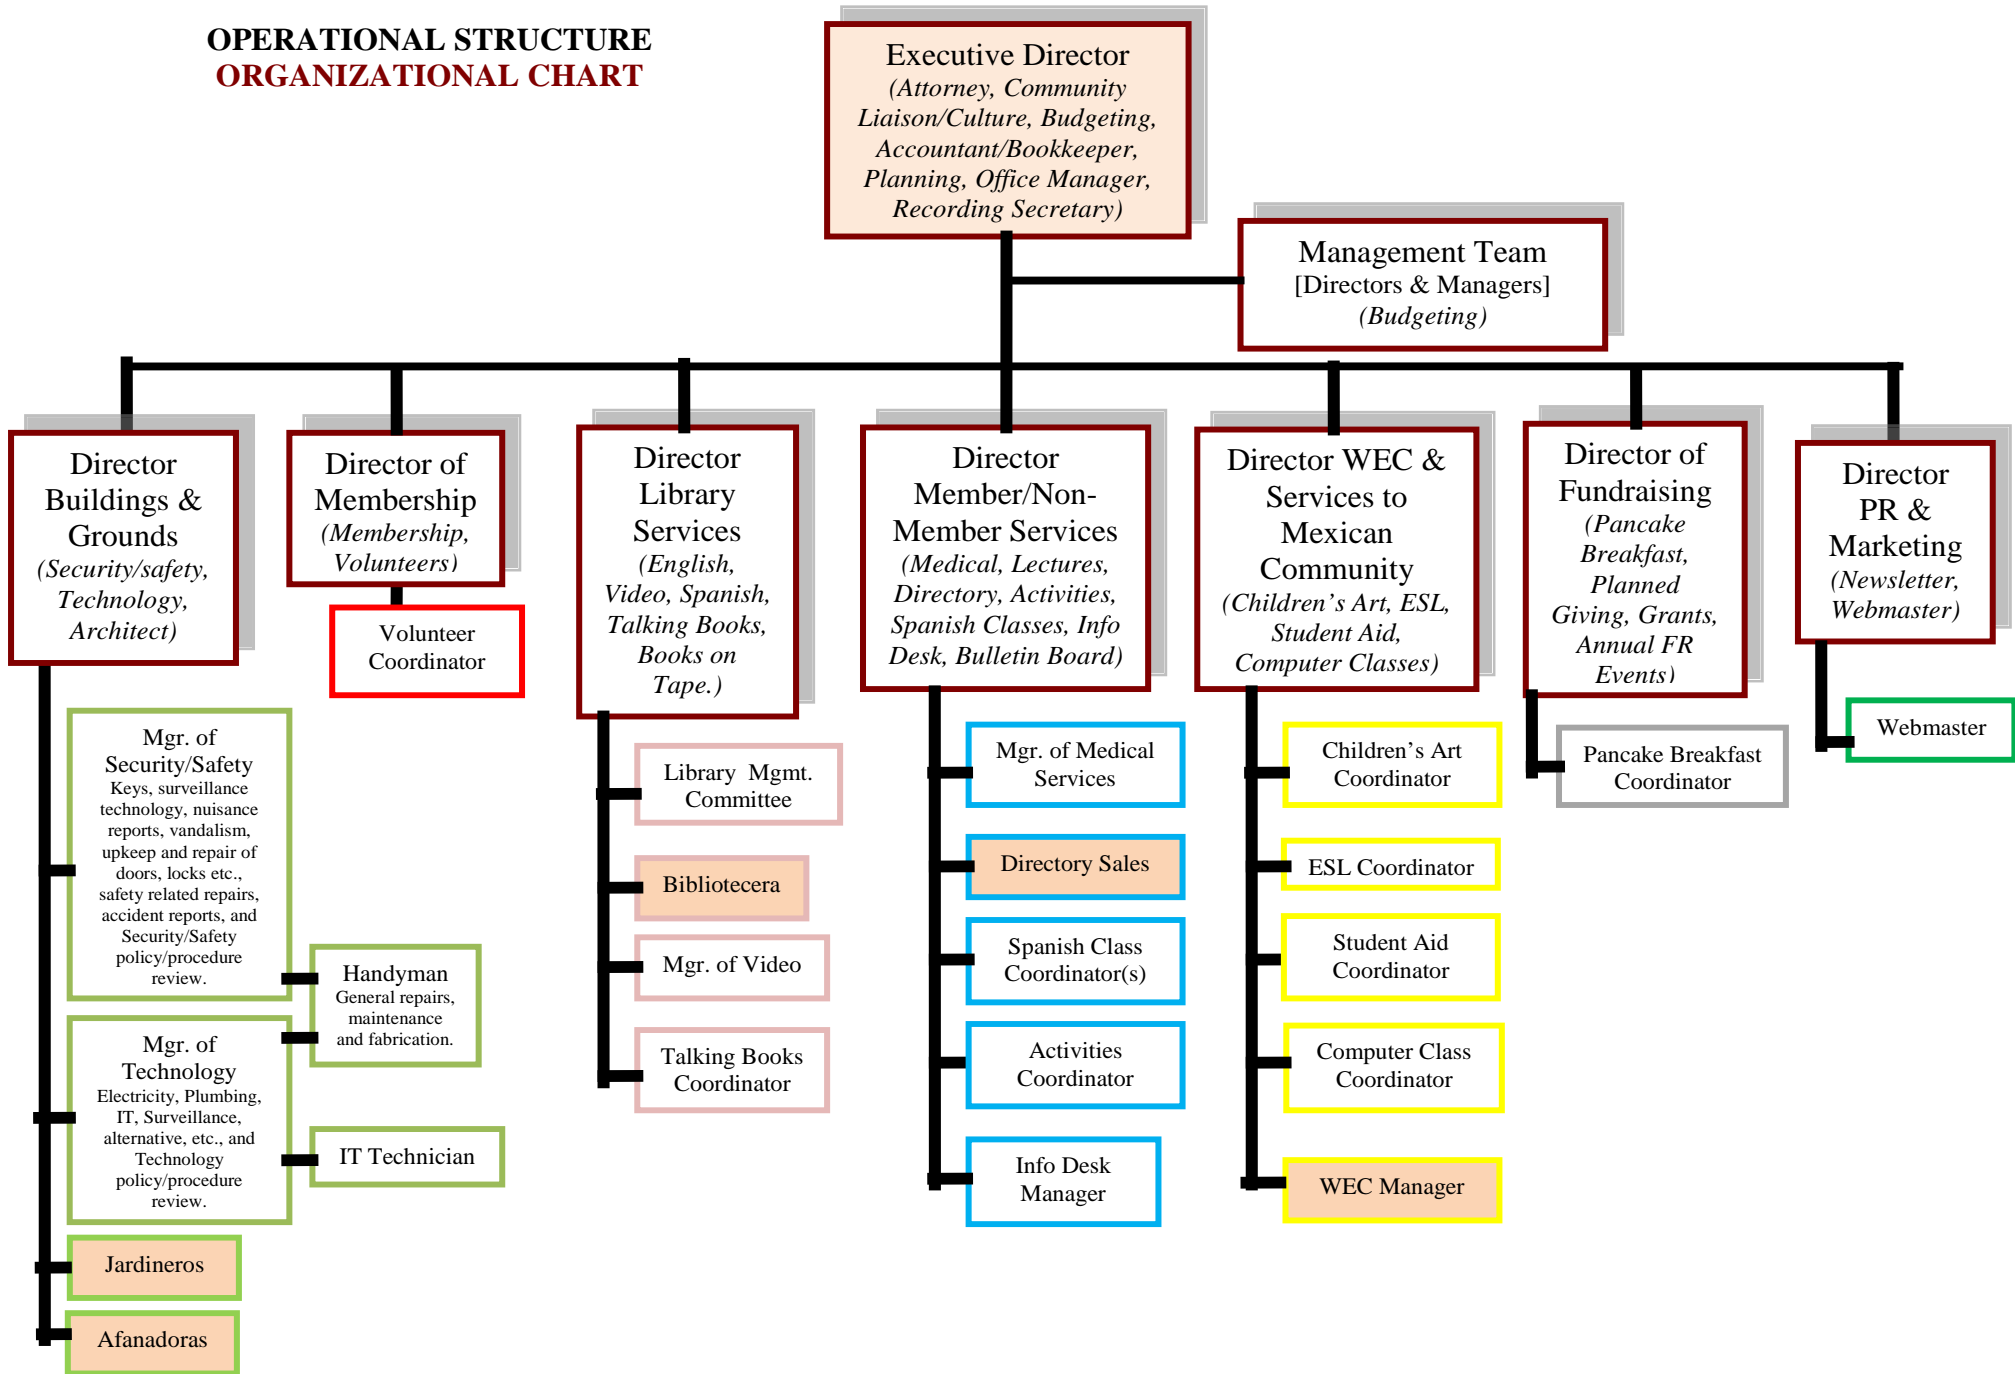 OPERATIONAL STRUCTURE
ORGANIZATIONAL CHART
Executive Director
(Attorney, Community
Liaison/Culture, Budgeting,
Accountant/Bookkeeper,
Planning, Office Manager,
Recording Secretary)
Management Team
[Directors & Managers]
(Budgeting)
Director
Buildings &
Grounds
(Security/safety,
Technology,
Architect)
Director of
Membership
(Membership,
Volunteers)
Volunteer
Coordinator
Director
Library
Services
(English,
Video, Spanish,
Talking Books,
Books on
Tape.)
Director
Member/Non-
Member Services
(Medical, Lectures,
Directory, Activities,
Spanish Classes, Info
Desk, Bulletin Board)
Director WEC &
Services to
Mexican
Community
(Children’s Art, ESL,
Student Aid,
Computer Classes)
Director of
Fundraising
(Pancake
Breakfast,
Planned
Giving, Grants,
Annual FR
Events)
Director
PR &
Marketing
(Newsletter,
Webmaster)
Mgr. of
Security/Safety
Keys, surveillance
technology, nuisance
reports, vandalism,
upkeep and repair of
doors, locks etc.,
safety related repairs,
accident reports, and
Security/Safety
policy/procedure
review.
Handyman
General repairs,
maintenance
and fabrication.
Mgr. of
Technology
Electricity, Plumbing,
IT, Surveillance,
alternative, etc., and
Technology
policy/procedure
review.
IT Technician
Jardineros
Afanadoras
Library  Mgmt.
Committee
Bibliotecera
Mgr. of Video
Talking Books
Coordinator
Mgr. of Medical
Services
Directory Sales
Spanish Class
Coordinator(s)
Activities
Coordinator
Info Desk
Manager
Children’s Art
Coordinator
ESL Coordinator
Student Aid
Coordinator
Computer Class
Coordinator
WEC Manager
Pancake Breakfast
Coordinator
Webmaster